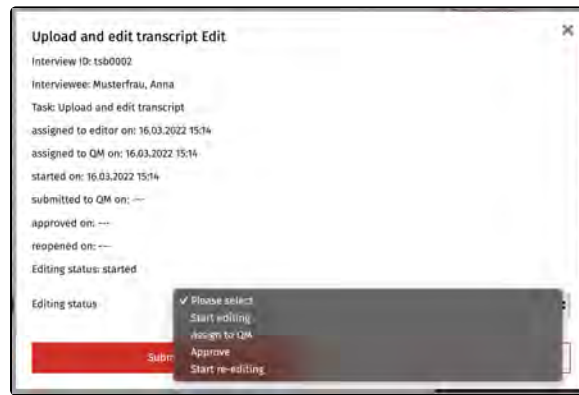 Upload and edit transcript Edit
Interview ID: tsb0002
Interviewee: Musterfrau, Anna
Task: Upload and edit transcript
assigned to editor on: 16.03.2022 15:14
assigned to QM on: 16.03.2022 15:14
started on: 16.03.2022 15:14
submitted to QM on: ---
approved on: ---
reopened on: ---
Editing status: started
Editing status
✓ Please select
Start editing
Assign to QM
Approve
Start re-editing